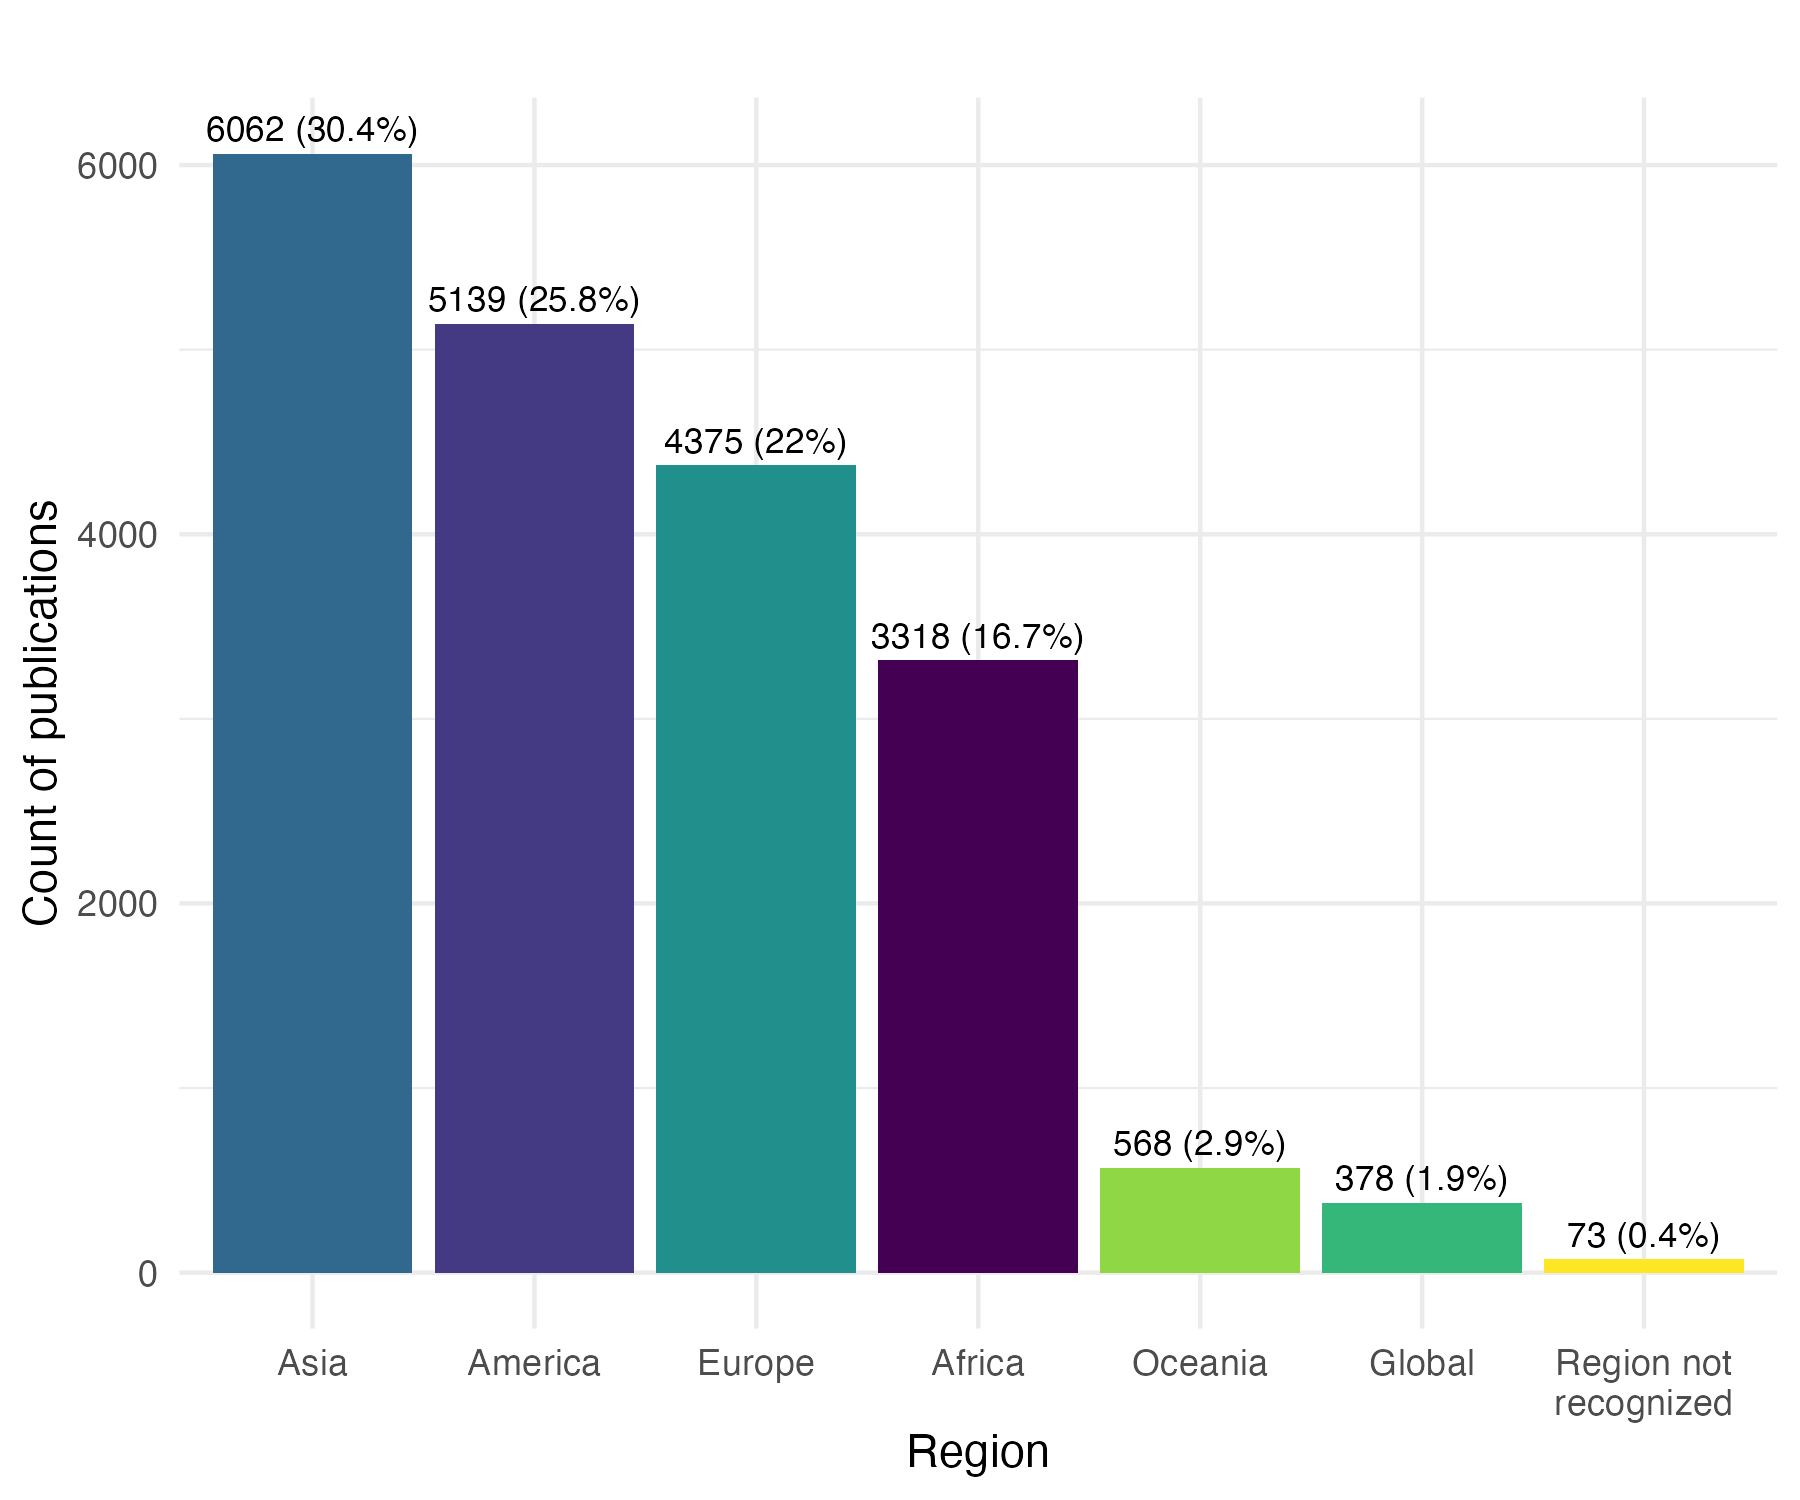 6062 (30.4%)
6000
5139 (25.8%)
4375 (22%)
4000
3318 (16.7%)
2000
568 (2.9%)
378 (1.9%)
73 (0.4%)
0
Count of publications
Asia
America
Europe
Africa
Oceania
Global
Region not
recognized
Region